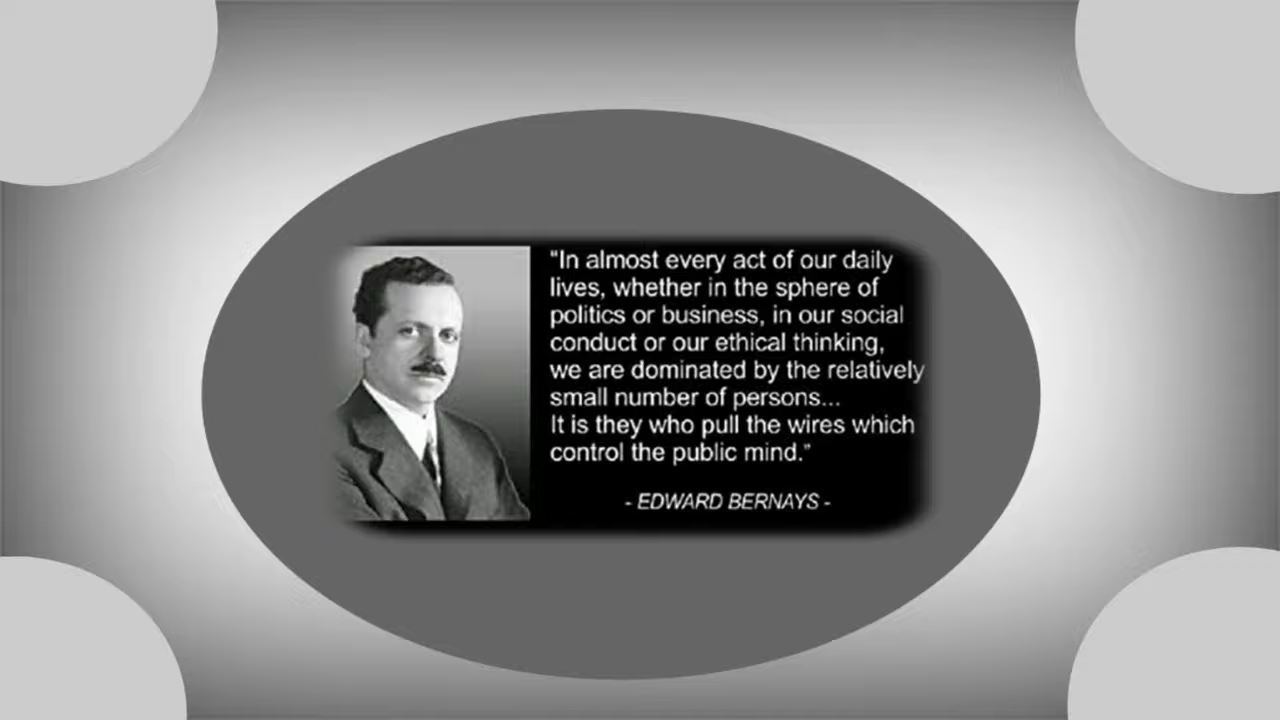 "In almost every act of our daily
lives, whether in the sphere of
politics or business, in our social
conduct or our ethical thinking,
we are dominated by the relatively
small number of persons...
It is they who pull the wires which
control the public mind."
- EDWARD BERNAYS -